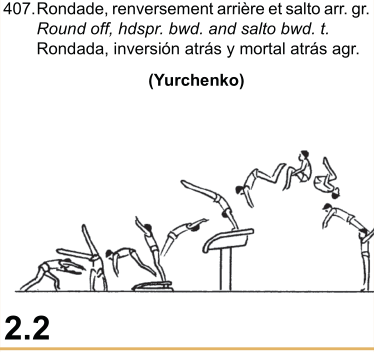 407. Rondade, renversement arrière et salto arr. gr.
Round off, hdspr. bwd. and salto bwd. t.
Rondada, inversión atrás y mortal atrás agr.
(Yurchenko)
2.2